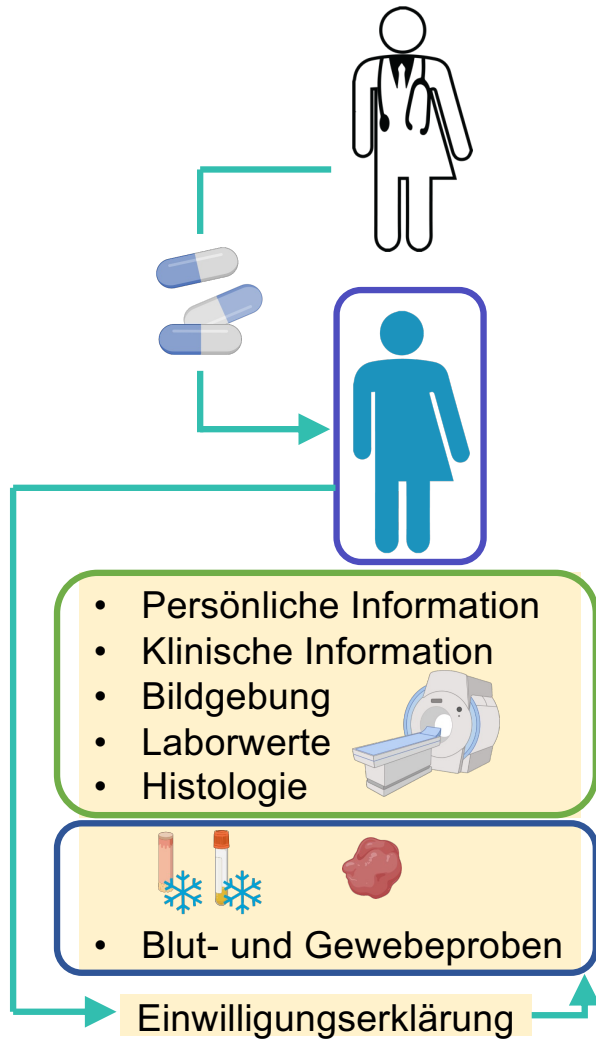 • Persönliche Information
• Klinische Information
• Bildgebung
• Laborwerte
• Histologie
• Blut- und Gewebeproben
Einwilligungserklärung